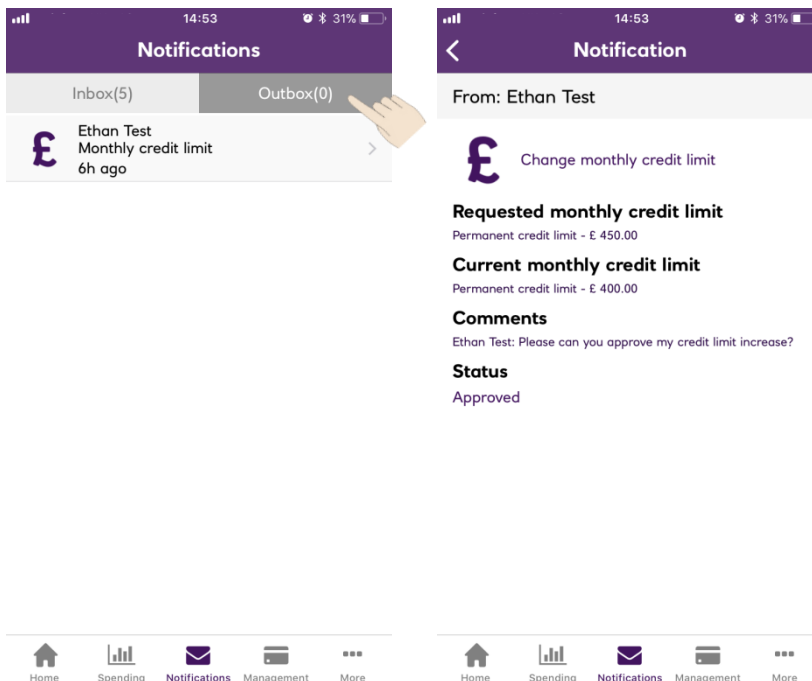 14:53
31%
Notifications
Inbox(5)
Outbox(0)
£
Ethan Test
Monthly credit limit
6h ago
Home
Spending
Notifications
Management
More
14:53
31%
Notification
From: Ethan Test
£
Change monthly credit limit
Requested monthly credit limit
Permanent credit limit - £ 450.00
Current monthly credit limit
Permanent credit limit - £ 400.00
Comments
Ethan Test: Please can you approve my credit limit increase?
Status
Approved
Home
Spending
Notifications
Management
More